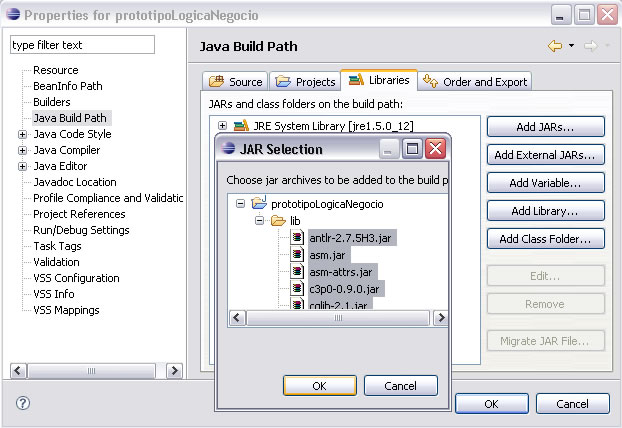 Properties for prototipoLogicaNegocio
type filter text
Resource
BeanInfo Path
Builders
Java Build Path
Java Code Style
Java Compiler
Java Editor
Javadoc Location
Profile Compliance and Validatic
Project References
Run/Debug Settings
Task Tags
Validation
VSS Configuration
VSS Info
VSS Mappings
Java Build Path
Source
Projects
Libraries
Order and Export
JARs and class folders on the build path:
JRE System Library [jre1.5.0_12]
JAR Selection
Choose jar archives to be added to the build p
prototipoLogicaNegocio
lib
antlr-2.7.5H3.jar
asm.jar
asm-attrs.jar
c3p0-0.9.0.jar
cglib-2.1.jar
OK
Cancel
Add JARs...
Add External JARs...
Add Variable...
Add Library...
Add Class Folder...
Edit...
Remove
Migrate JAR File...
?
OK
Cancel